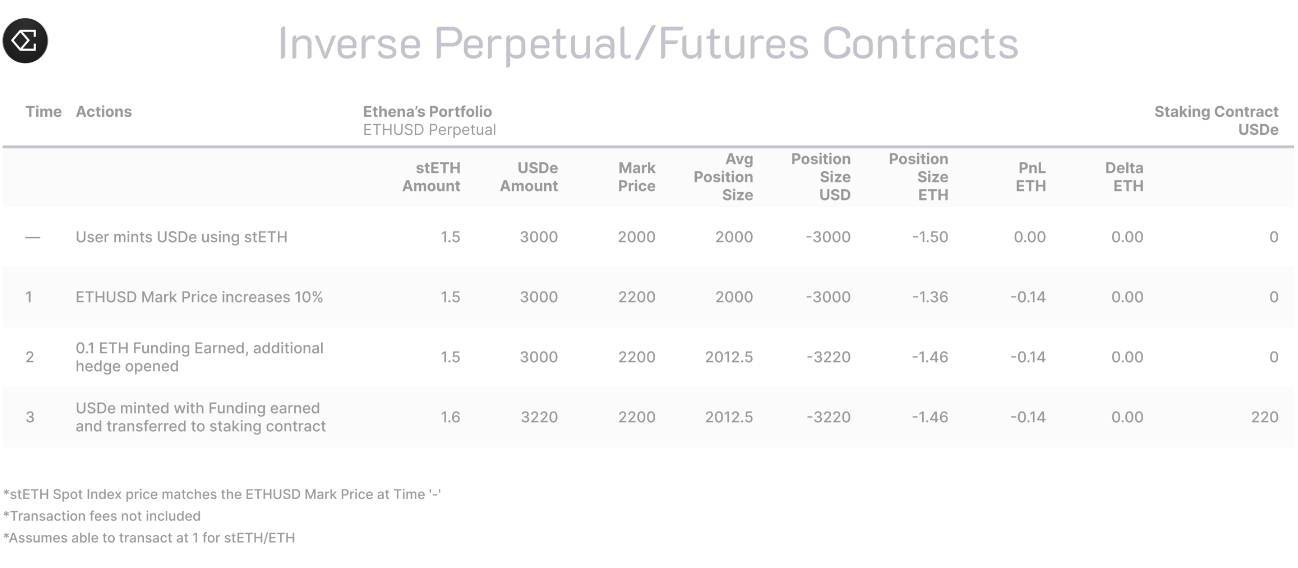 Inverse Perpetual/Futures Contracts
Time Actions Ethena's Portfolio Staking Contract
ETHUSD Perpetual USDe
stETH Amount USDe Amount Mark Price Avg Position Size Position Size USD Position Size ETH PnL ETH Delta ETH
— User mints USDe using stETH 1.5 3000 2000 2000 -3000 -1.50 0.00 0.00 0
1 ETHUSD Mark Price increases 10% 1.5 3000 2200 2000 -3000 -1.36 -0.14 0.00 0
2 0.1 ETH Funding Earned, additional hedge opened 1.5 3000 2200 2012.5 -3220 -1.46 -0.14 0.00 0
3 USDe minted with Funding earned and transferred to staking contract 1.6 3220 2200 2012.5 -3220 -1.46 -0.14 0.00 220
*stETH Spot Index price matches the ETHUSD Mark Price at Time '-'
*Transaction fees not included
*Assumes able to transact at 1 for stETH/ETH